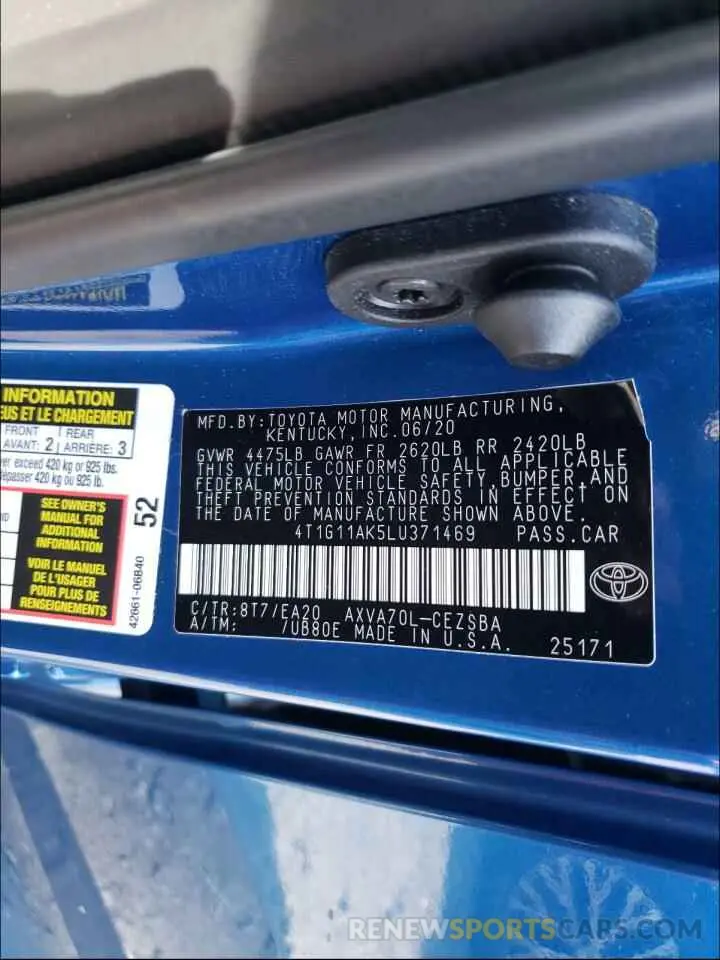 INFORMATION
EUS ET LE CHARGEMENT
FRONT REAR
AVANT: 2 ARRIÈRE: 3
exceed 420 kg or 925 lbs.
dépasser 420 kg ou 925 lb.
SEE OWNER'S
MANUAL FOR
ADDITIONAL
INFORMATION
VOIR LE MANUEL
DE L'USAGER
POUR PLUS DE
RENSEIGNEMENTS
52
42661-06B40
MFD.BY:TOYOTA MOTOR MANUFACTURING,
KENTUCKY, INC.06/20
GVWR 4475LB GAWR FR 2620LB RR 2420LB
THIS VEHICLE CONFORMS TO ALL APPLICABLE
FEDERAL MOTOR VEHICLE SAFETY,BUMPER,AND
THEFT PREVENTION STANDARDS IN EFFECT ON
THE DATE OF MANUFACTURE SHOWN ABOVE.
4T1G11AK5LU371469 PASS.CAR
C/TR:8T7/EA20 AXVA70L-CEZSBA
A/TM: /UB80E MADE IN U.S.A.
25171
RENEWSPORTSCARS.COM